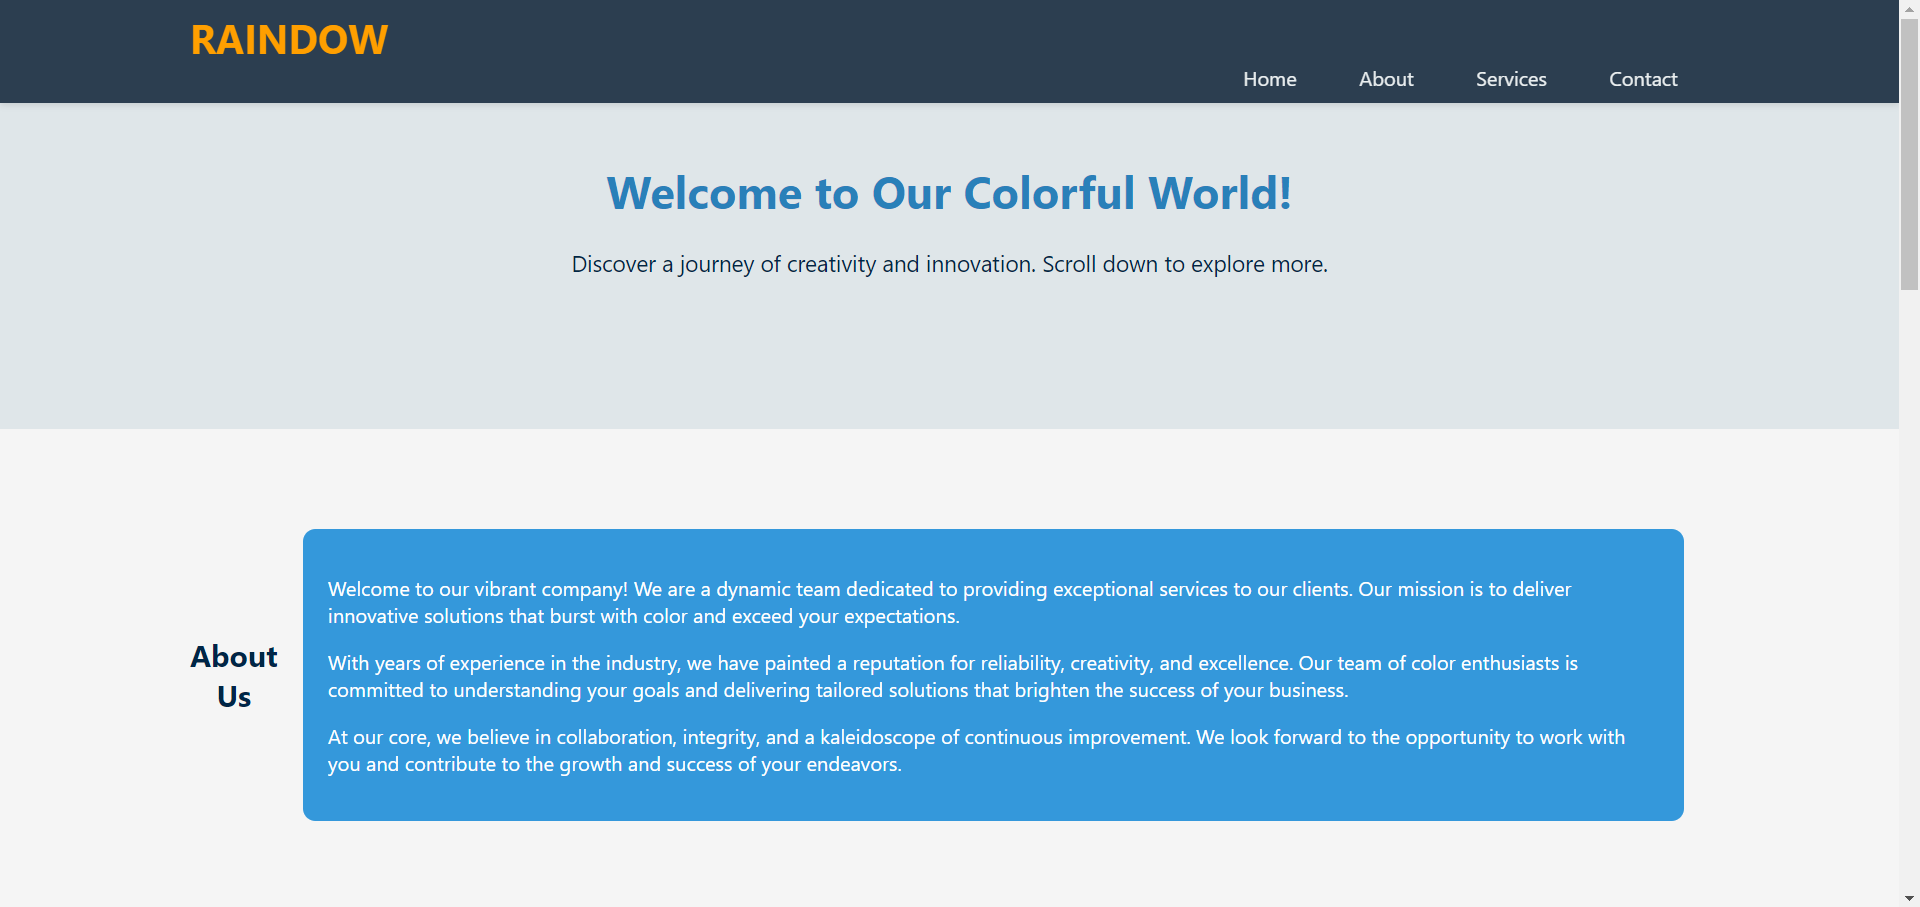 RAINDOW
Home About Services Contact
Welcome to Our Colorful World!
Discover a journey of creativity and innovation. Scroll down to explore more.
About
Us
Welcome to our vibrant company! We are a dynamic team dedicated to providing exceptional services to our clients. Our mission is to deliver
innovative solutions that burst with color and exceed your expectations.
With years of experience in the industry, we have painted a reputation for reliability, creativity, and excellence. Our team of color enthusiasts is
committed to understanding your goals and delivering tailored solutions that brighten the success of your business.
At our core, we believe in collaboration, integrity, and a kaleidoscope of continuous improvement. We look forward to the opportunity to work with
you and contribute to the growth and success of your endeavors.